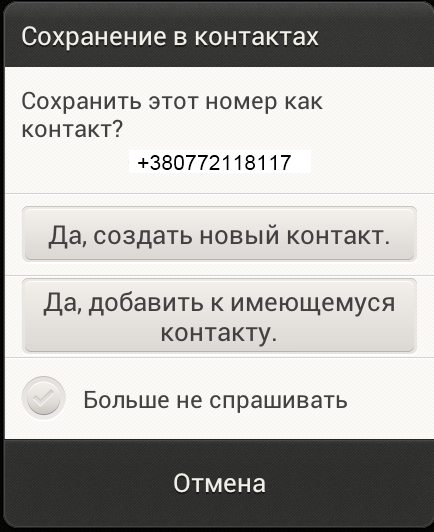 Сохранение в контактах
Сохранить этот номер как
контакт?
+380772118117
Да, создать новый контакт.
Да, добавить к имеющемуся
контакту.
Больше не спрашивать
Отмена